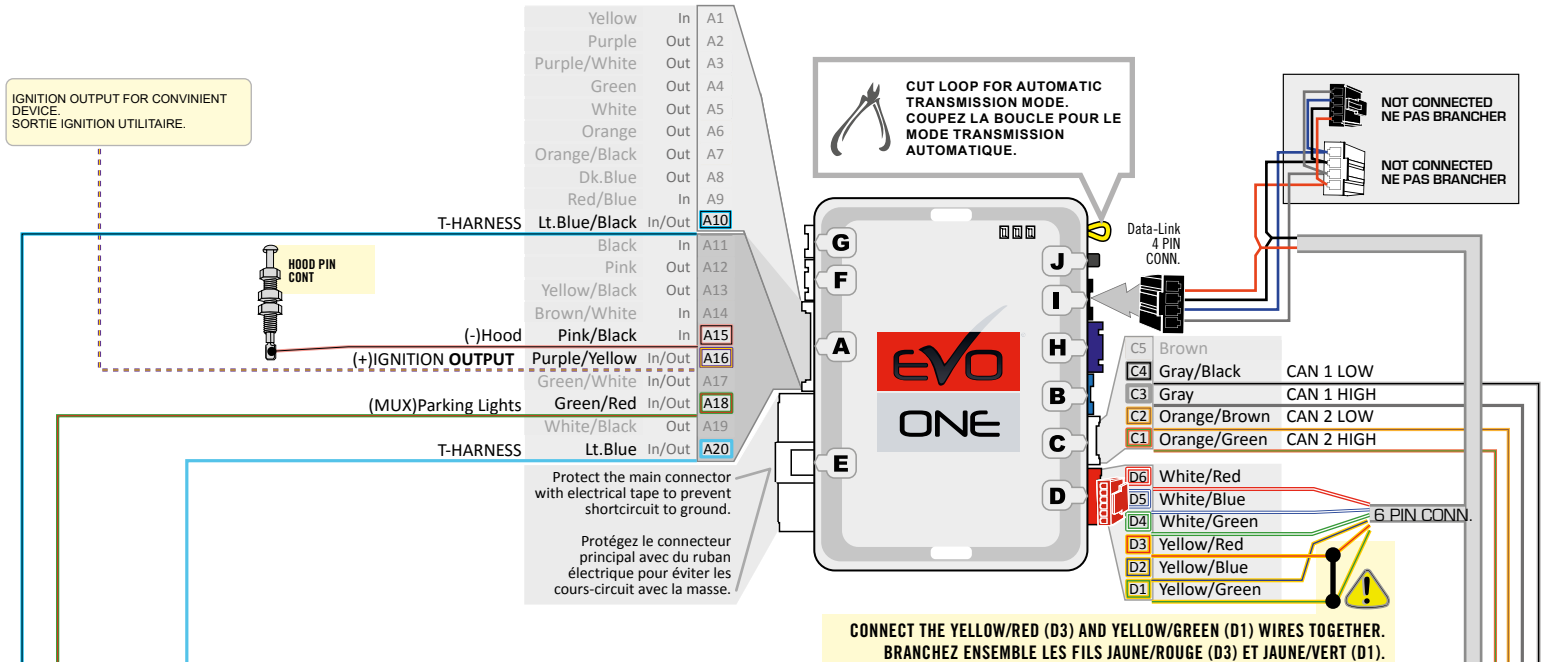 IGNITION OUTPUT FOR CONVINIENT
DEVICE.
SORTIE IGNITION UTILITAIRE.
HOOD PIN
CONT
Yellow In A1
Purple Out A2
Purple/White Out A3
Green Out A4
White Out A5
Orange Out A6
Orange/Black Out A7
Dk.Blue Out A8
Red/Blue In A9
T-HARNESS Lt.Blue/Black In/Out A10
Black In A11
Pink Out A12
Yellow/Black Out A13
Brown/White In A14
(-)Hood Pink/Black In A15
(+)IGNITION OUTPUT Purple/Yellow In/Out A16
Green/White In/Out A17
(MUX)Parking Lights Green/Red In/Out A18
White/Black Out A19
T-HARNESS Lt.Blue In/Out A20
Protect the main connector
with electrical tape to prevent
shortcircuit to ground.
Protégez le connecteur
principal avec du ruban
électrique pour éviter les
cours-circuit avec la masse.
CUT LOOP FOR AUTOMATIC
TRANSMISSION MODE.
COUPEZ LA BOUCLE POUR LE
MODE TRANSMISSION
AUTOMATIQUE.
G
F
A
E
J
I
H
B
C
D
EVO
ONE
Data-Link
4 PIN
CONN.
NOT CONNECTED
NE PAS BRANCHER
NOT CONNECTED
NE PAS BRANCHER
C5 Brown
C4 Gray/Black CAN 1 LOW
C3 Gray CAN 1 HIGH
C2 Orange/Brown CAN 2 LOW
C1 Orange/Green CAN 2 HIGH
D6 White/Red
D5 White/Blue
D4 White/Green
D3 Yellow/Red
D2 Yellow/Blue
D1 Yellow/Green
6 PIN CONN.
CONNECT THE YELLOW/RED (D3) AND YELLOW/GREEN (D1) WIRES TOGETHER.
BRANCHEZ ENSEMBLE LES FILS JAUNE/ROUGE (D3) ET JAUNE/VERT (D1).